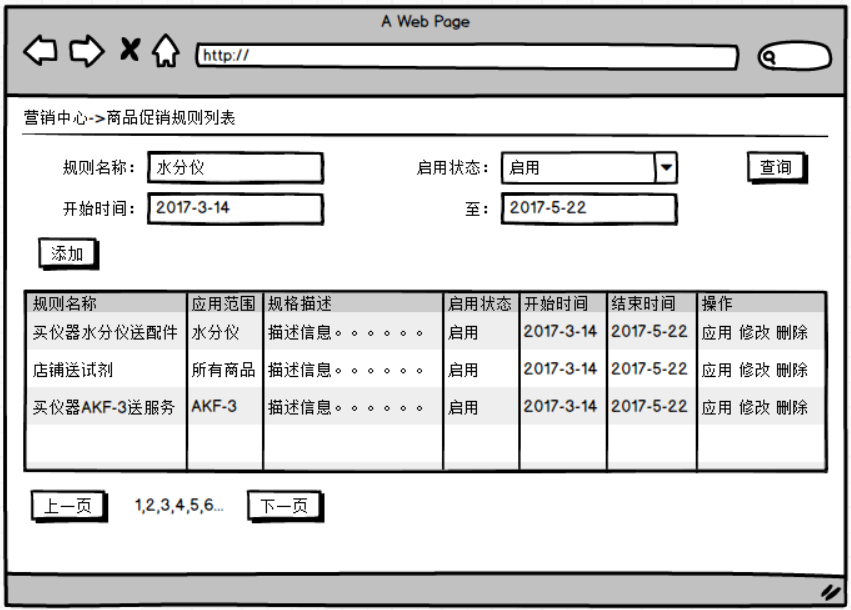 A Web Page
http://
营销中心->商品促销规则列表
规则名称： 水分仪 启用状态： 启用 查询
开始时间： 2017-3-14 至： 2017-5-22
添加
规则名称 应用范围 规格描述 启用状态 开始时间 结束时间 操作
买仪器水分仪送配件 水分仪 描述信息。。。。。。 启用 2017-3-14 2017-5-22 应用 修改 删除
店铺送试剂 所有商品 描述信息。。。。。。 启用 2017-3-14 2017-5-22 应用 修改 删除
买仪器AKF-3送服务 AKF-3 描述信息。。。。。。 启用 2017-3-14 2017-5-22 应用 修改 删除
上一页 1,2,3,4,5,6... 下一页